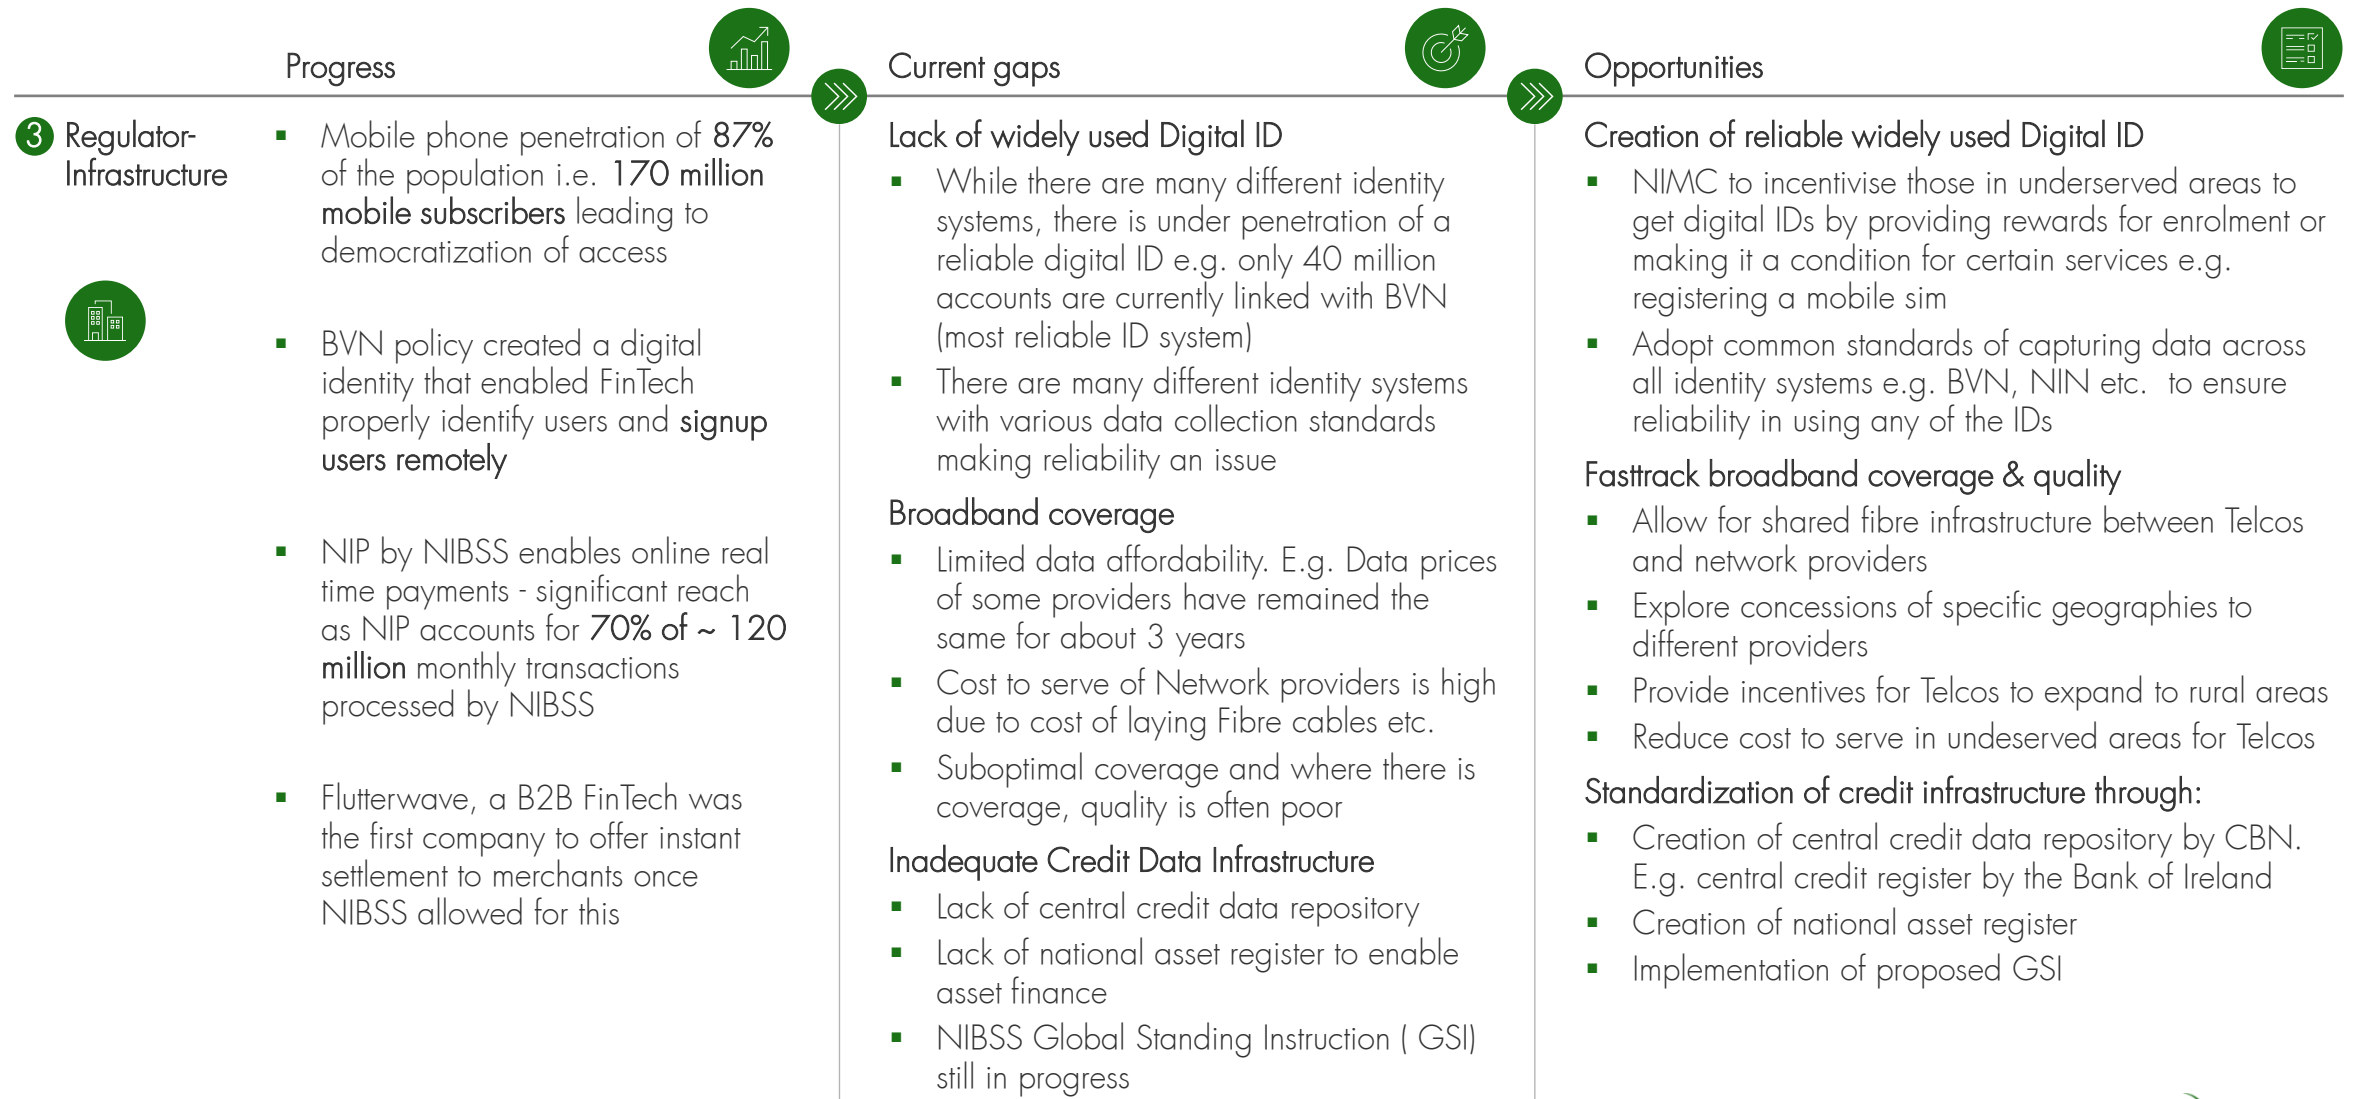 Progress
Current gaps
Opportunities
3 Regulator-
Infrastructure
▪ Mobile phone penetration of 87%
of the population i.e. 170 million
mobile subscribers leading to
democratization of access
▪ BVN policy created a digital
identity that enabled FinTech
properly identify users and signup
users remotely
▪ NIP by NIBSS enables online real
time payments - significant reach
as NIP accounts for 70% of ~ 120
million monthly transactions
processed by NIBSS
▪ Flutterwave, a B2B FinTech was
the first company to offer instant
settlement to merchants once
NIBSS allowed for this
Lack of widely used Digital ID
▪ While there are many different identity
systems, there is under penetration of a
reliable digital ID e.g. only 40 million
accounts are currently linked with BVN
(most reliable ID system)
▪ There are many different identity systems
with various data collection standards
making reliability an issue
Broadband coverage
▪ Limited data affordability. E.g. Data prices
of some providers have remained the
same for about 3 years
▪ Cost to serve of Network providers is high
due to cost of laying Fibre cables etc.
▪ Suboptimal coverage and where there is
coverage, quality is often poor
Inadequate Credit Data Infrastructure
▪ Lack of central credit data repository
▪ Lack of national asset register to enable
asset finance
▪ NIBSS Global Standing Instruction ( GSI)
still in progress
Creation of reliable widely used Digital ID
▪ NIMC to incentivise those in underserved areas to
get digital IDs by providing rewards for enrolment or
making it a condition for certain services e.g.
registering a mobile sim
▪ Adopt common standards of capturing data across
all identity systems e.g. BVN, NIN etc.  to ensure
reliability in using any of the IDs
Fasttrack broadband coverage & quality
▪ Allow for shared fibre infrastructure between Telcos
and network providers
▪ Explore concessions of specific geographies to
different providers
▪ Provide incentives for Telcos to expand to rural areas
▪ Reduce cost to serve in undeserved areas for Telcos
Standardization of credit infrastructure through:
▪ Creation of central credit data repository by CBN.
E.g. central credit register by the Bank of Ireland
▪ Creation of national asset register
▪ Implementation of proposed GSI